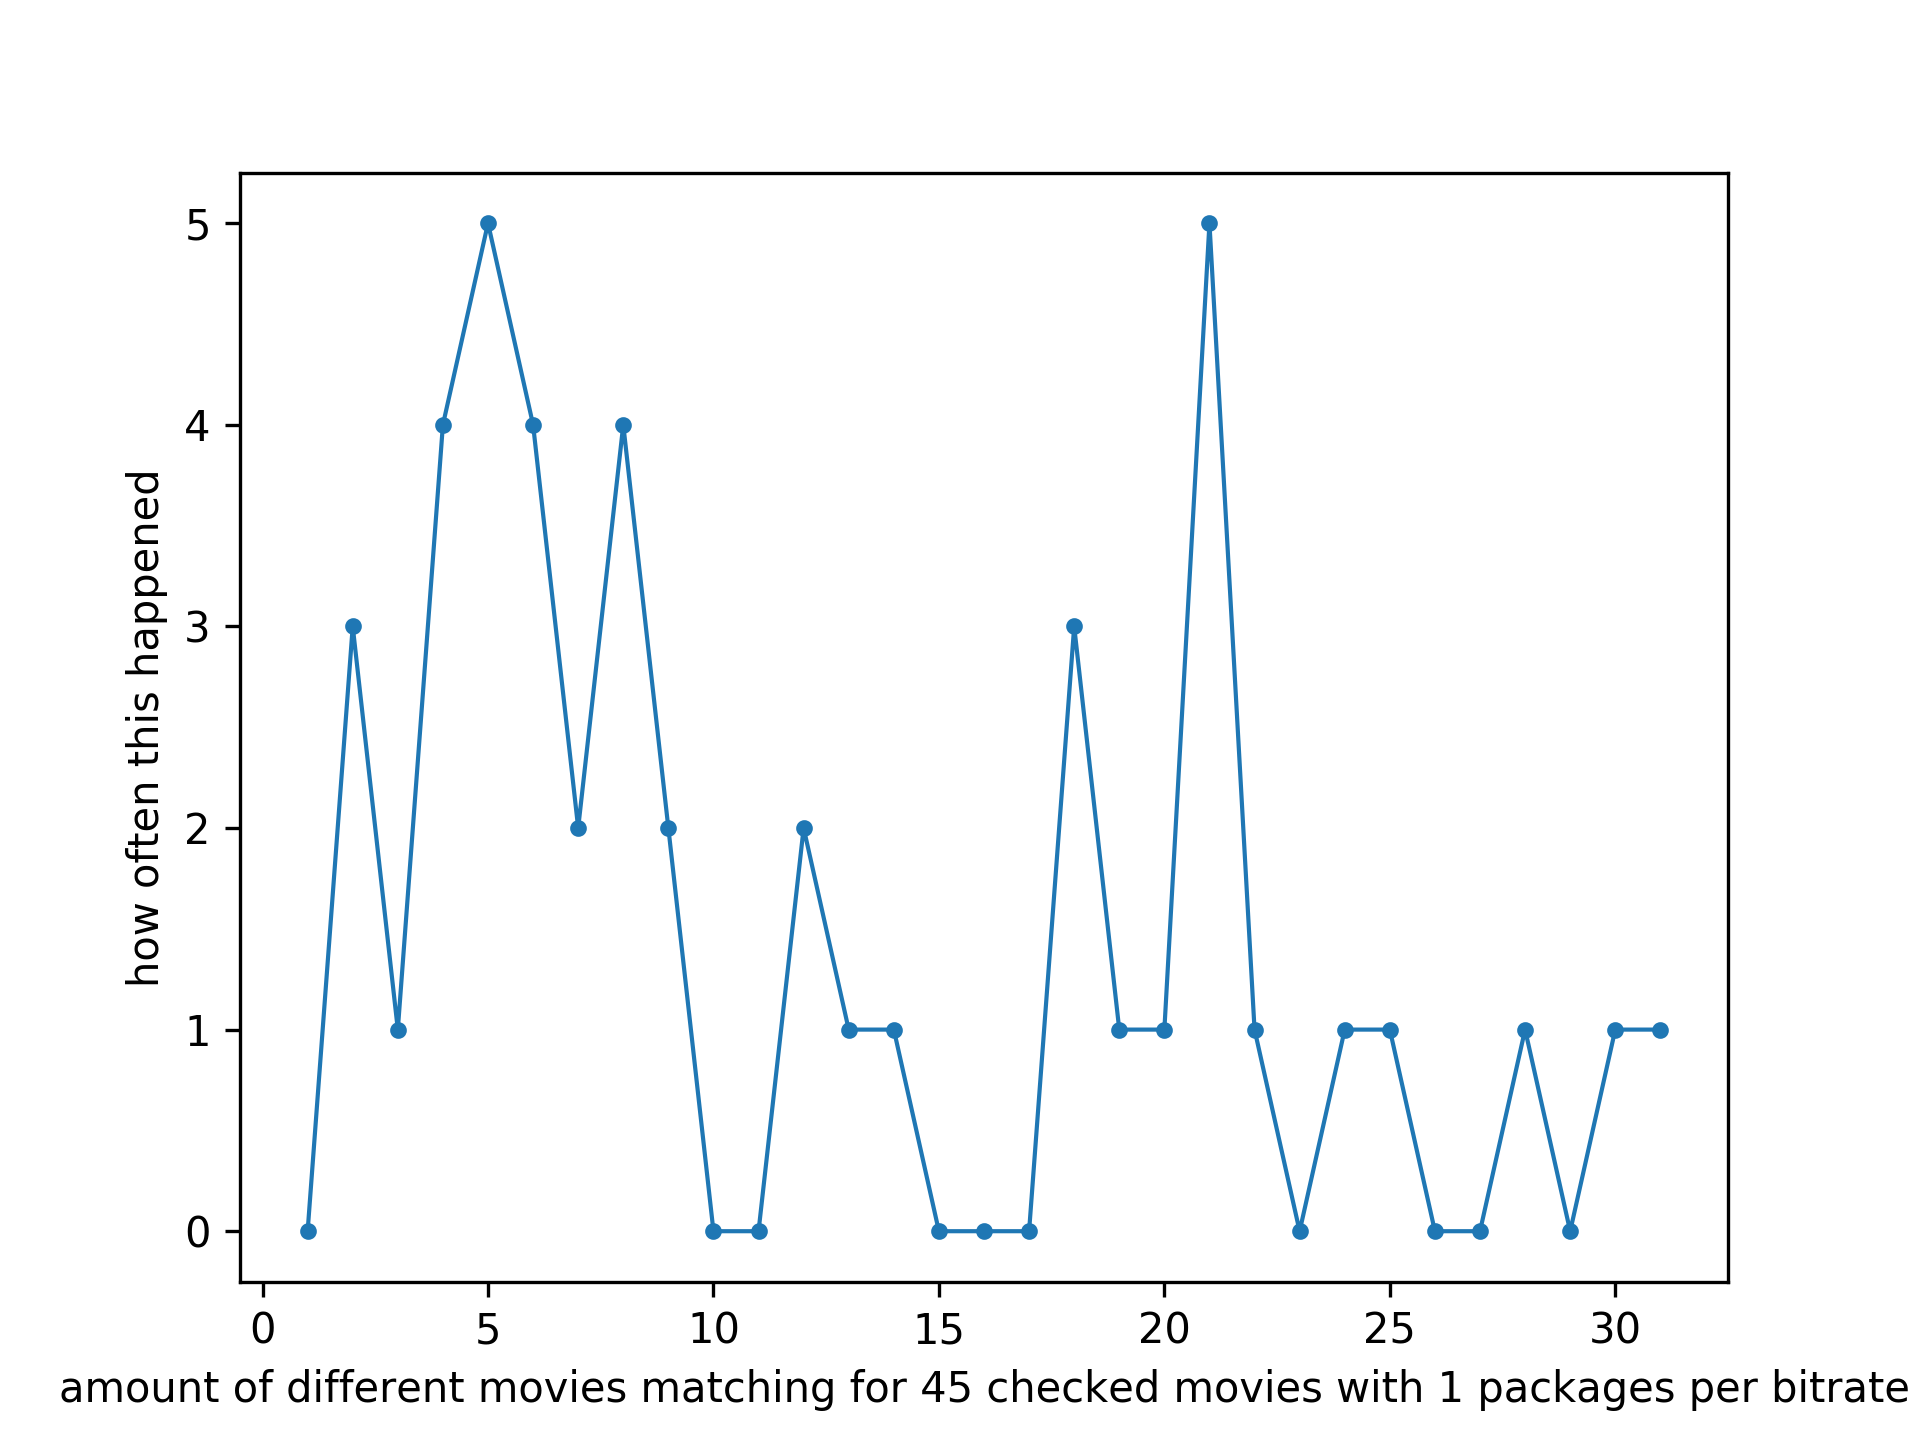 5
4
3
2
1
0
how often this happened
0 5 10 15 20 25 30
amount of different movies matching for 45 checked movies with 1 packages per bitrate